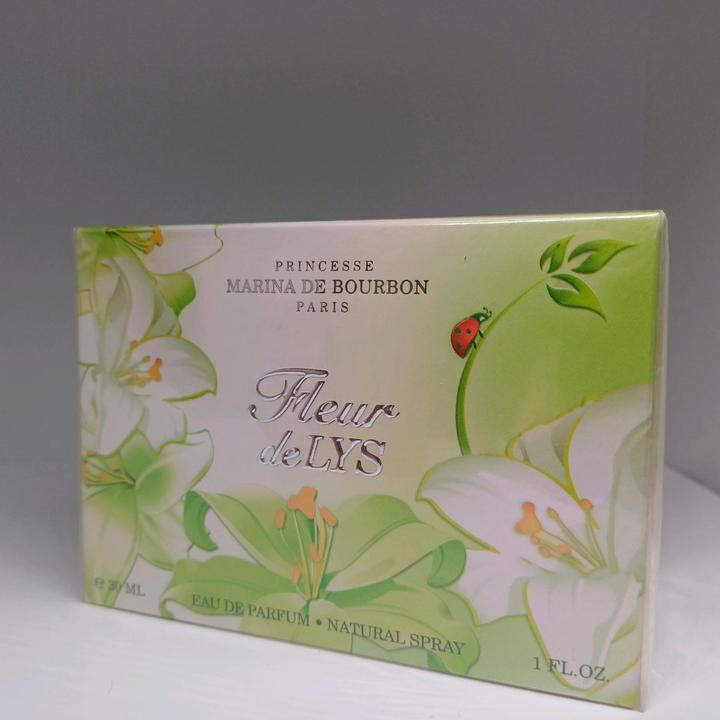 PRINCESSE
MARINA DE BOURBON
PARIS
Fleur
de LYS
℮ 30 ML
EAU DE PARFUM • NATURAL SPRAY
1 FL.OZ.